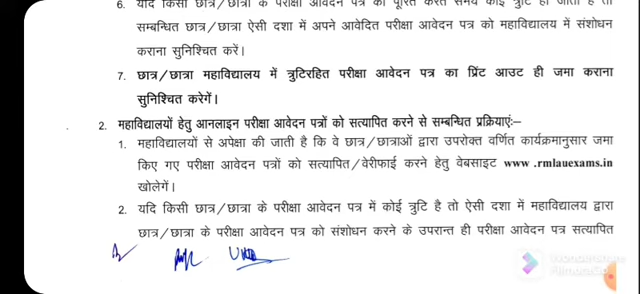 6. यदि किसी छात्र/छात्रा के परीक्षा आवेदन पत्र को पूरित करते समय कोई त्रुटि हो जाती है तो
सम्बन्धित छात्र/छात्रा ऐसी दशा में अपने आवेदित परीक्षा आवेदन पत्र को महाविद्यालय में संशोधन
कराना सुनिश्चित करें।
7. छात्र/छात्रा महाविद्यालय में त्रुटिरहित परीक्षा आवेदन पत्र का प्रिंट आउट ही जमा कराना
सुनिश्चित करेगें।
2. महाविद्यालयों हेतु आनलाइन परीक्षा आवेदन पत्रों को सत्यापित करने से सम्बन्धित प्रक्रियाएं:–
1. महाविद्यालयों से अपेक्षा की जाती है कि वे छात्र/छात्राओं द्वारा उपरोक्त वर्णित कार्यक्रमानुसार जमा
किए गए परीक्षा आवेदन पत्रों को सत्यापित/वेरीफाई करने हेतु वेबसाइट www .rmlauexams.in
खोलेगें।
2. यदि किसी छात्र/छात्रा के परीक्षा आवेदन पत्र में कोई त्रुटि है तो ऐसी दशा में महाविद्यालय द्वारा
छात्र/छात्रा के परीक्षा आवेदन पत्र को संशोधन करने के उपरान्त ही परीक्षा आवेदन पत्र सत्यापित
Wondershare
Filmora